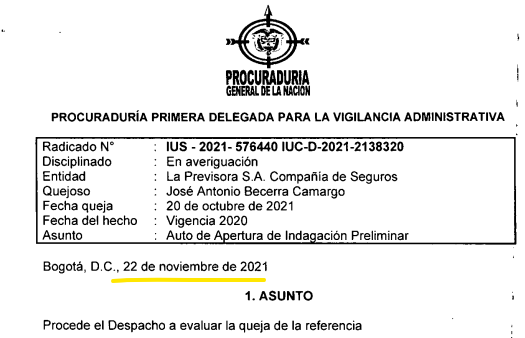 PROCURADURIA
GENERAL DE LA NACION
PROCURADURÍA PRIMERA DELEGADA PARA LA VIGILANCIA ADMINISTRATIVA
Radicado N° : IUS - 2021- 576440 IUC-D-2021-2138320
Disciplinado : En averiguación
Entidad : La Previsora S.A. Compañía de Seguros
Quejoso : José Antonio Becerra Camargo
Fecha queja : 20 de octubre de 2021
Fecha del hecho : Vigencia 2020
Asunto : Auto de Apertura de Indagación Preliminar
Bogotá, D.C., 22 de noviembre de 2021
1. ASUNTO
Procede el Despacho a evaluar la queja de la referencia